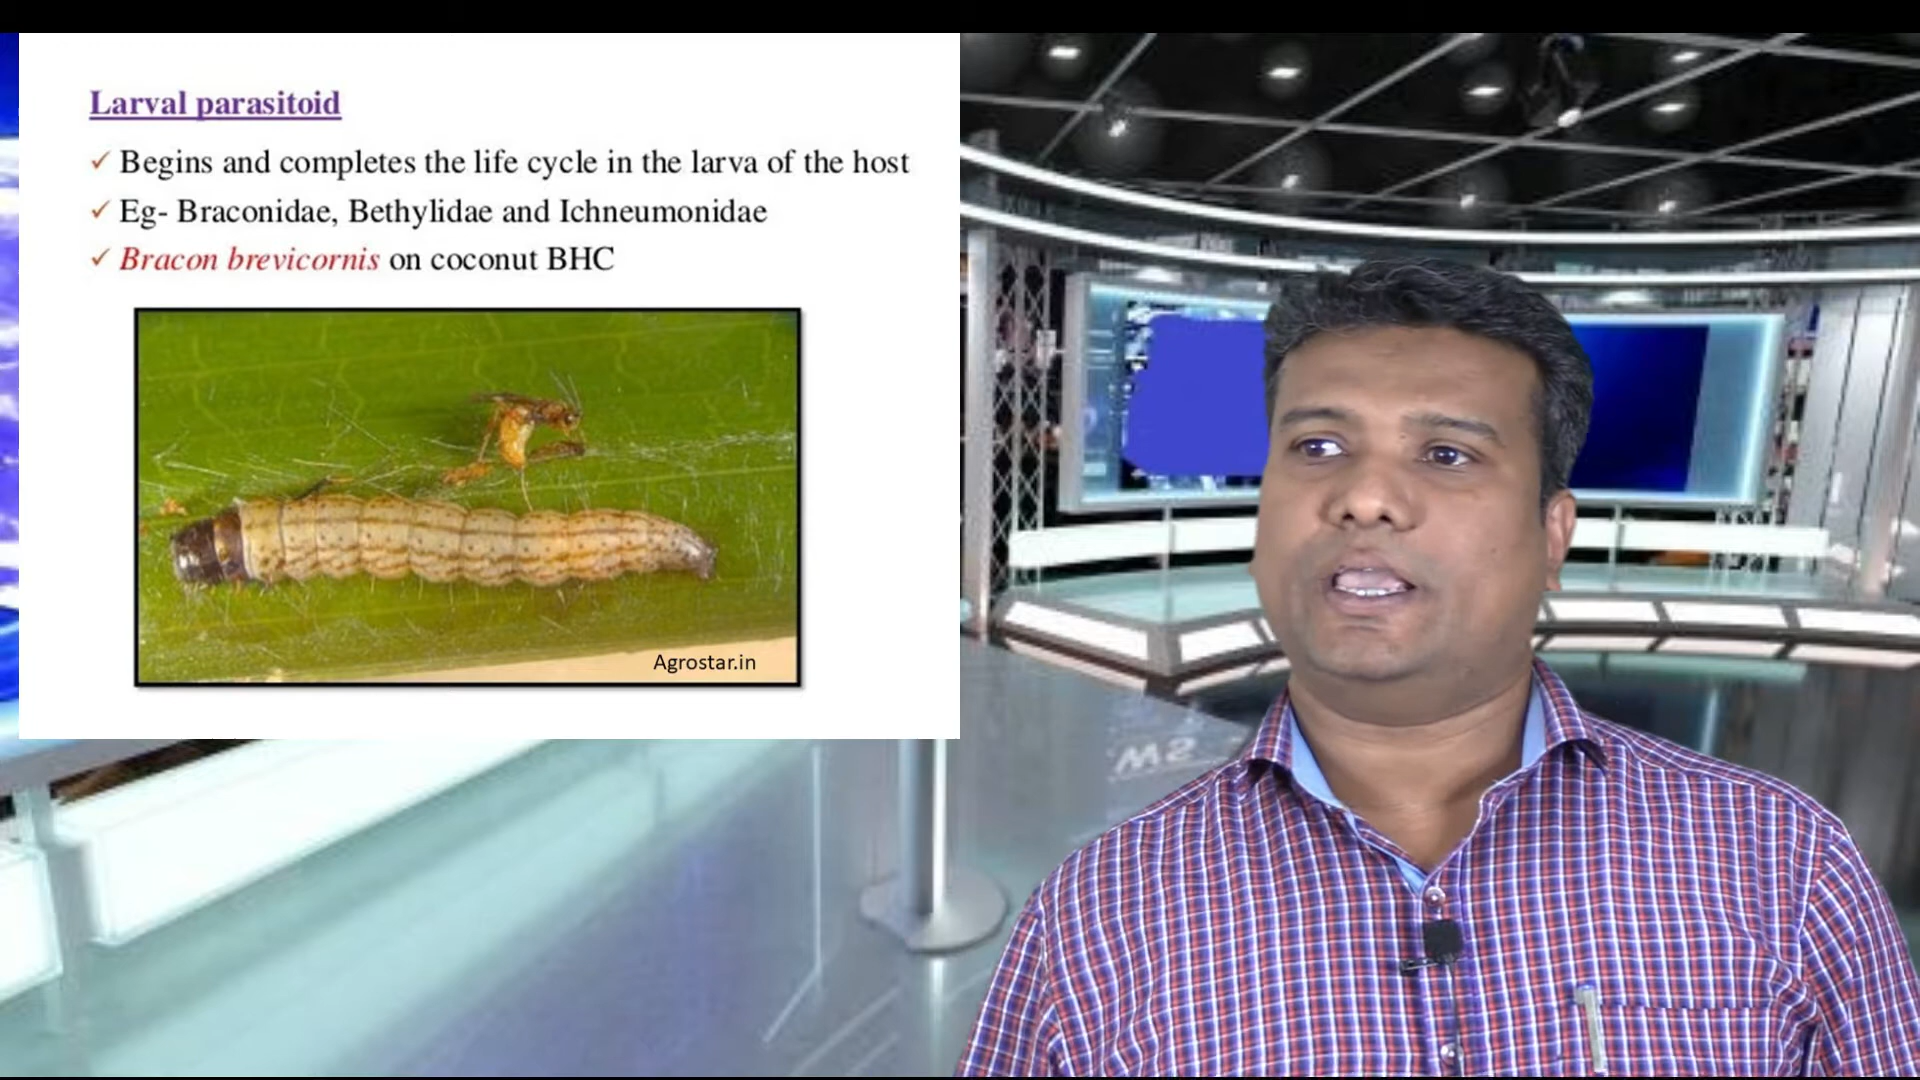 Larval parasitoid
✓ Begins and completes the life cycle in the larva of the host
✓ Eg- Braconidae, Bethylidae and Ichneumonidae
✓ Bracon brevicornis on coconut BHC
Agrostar.in